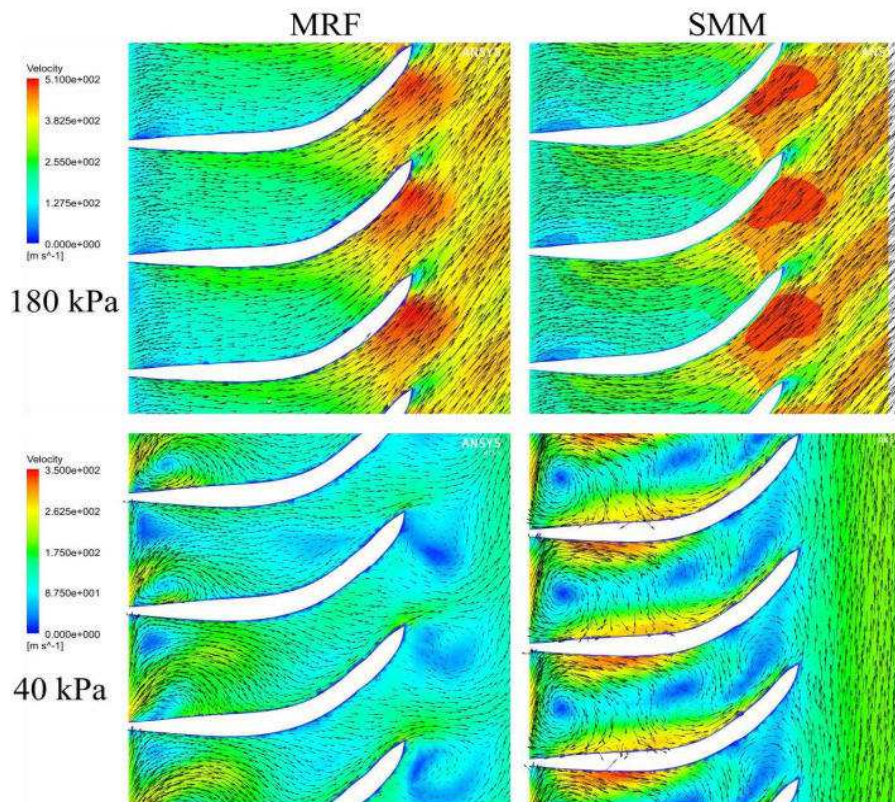 MRF
SMM
ANSYS
ANSYS
Velocity
5.100e+002
3.825e+002
2.550e+002
1.275e+002
0.000e+000
[m s^-1]
180 kPa
ANSYS
AN
Velocity
3.500e+002
2.625e+002
1.750e+002
8.750e+001
0.000e+000
[m s^-1]
40 kPa